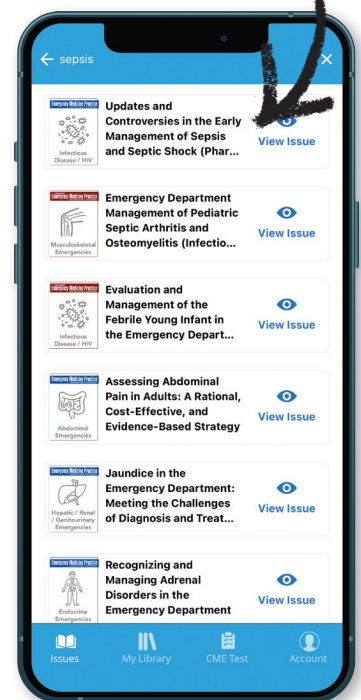 sepsis
Emergency Medicine Practice
Infectious
Disease / HIV
Updates and
Controversies in the Early
Management of Sepsis
and Septic Shock (Phar...
View Issue
Emergency Medicine Practice
Musculoskeletal
Emergencies
Emergency Department
Management of Pediatric
Septic Arthritis and
Osteomyelitis (Infectio...
View Issue
Emergency Medicine Practice
Infectious
Disease / HIV
Evaluation and
Management of the
Febrile Young Infant in
the Emergency Depart...
View Issue
Emergency Medicine Practice
Abdominal
Emergencies
Assessing Abdominal
Pain in Adults: A Rational,
Cost-Effective, and
Evidence-Based Strategy
View Issue
Emergency Medicine Practice
Hepatic / Renal
/ Genitourinary
Emergencies
Jaundice in the
Emergency Department:
Meeting the Challenges
of Diagnosis and Treat...
View Issue
Emergency Medicine Practice
Endocrine
Emergencies
Recognizing and
Managing Adrenal
Disorders in the
Emergency Department
View Issue
Issues
My Library
CME Test
Account